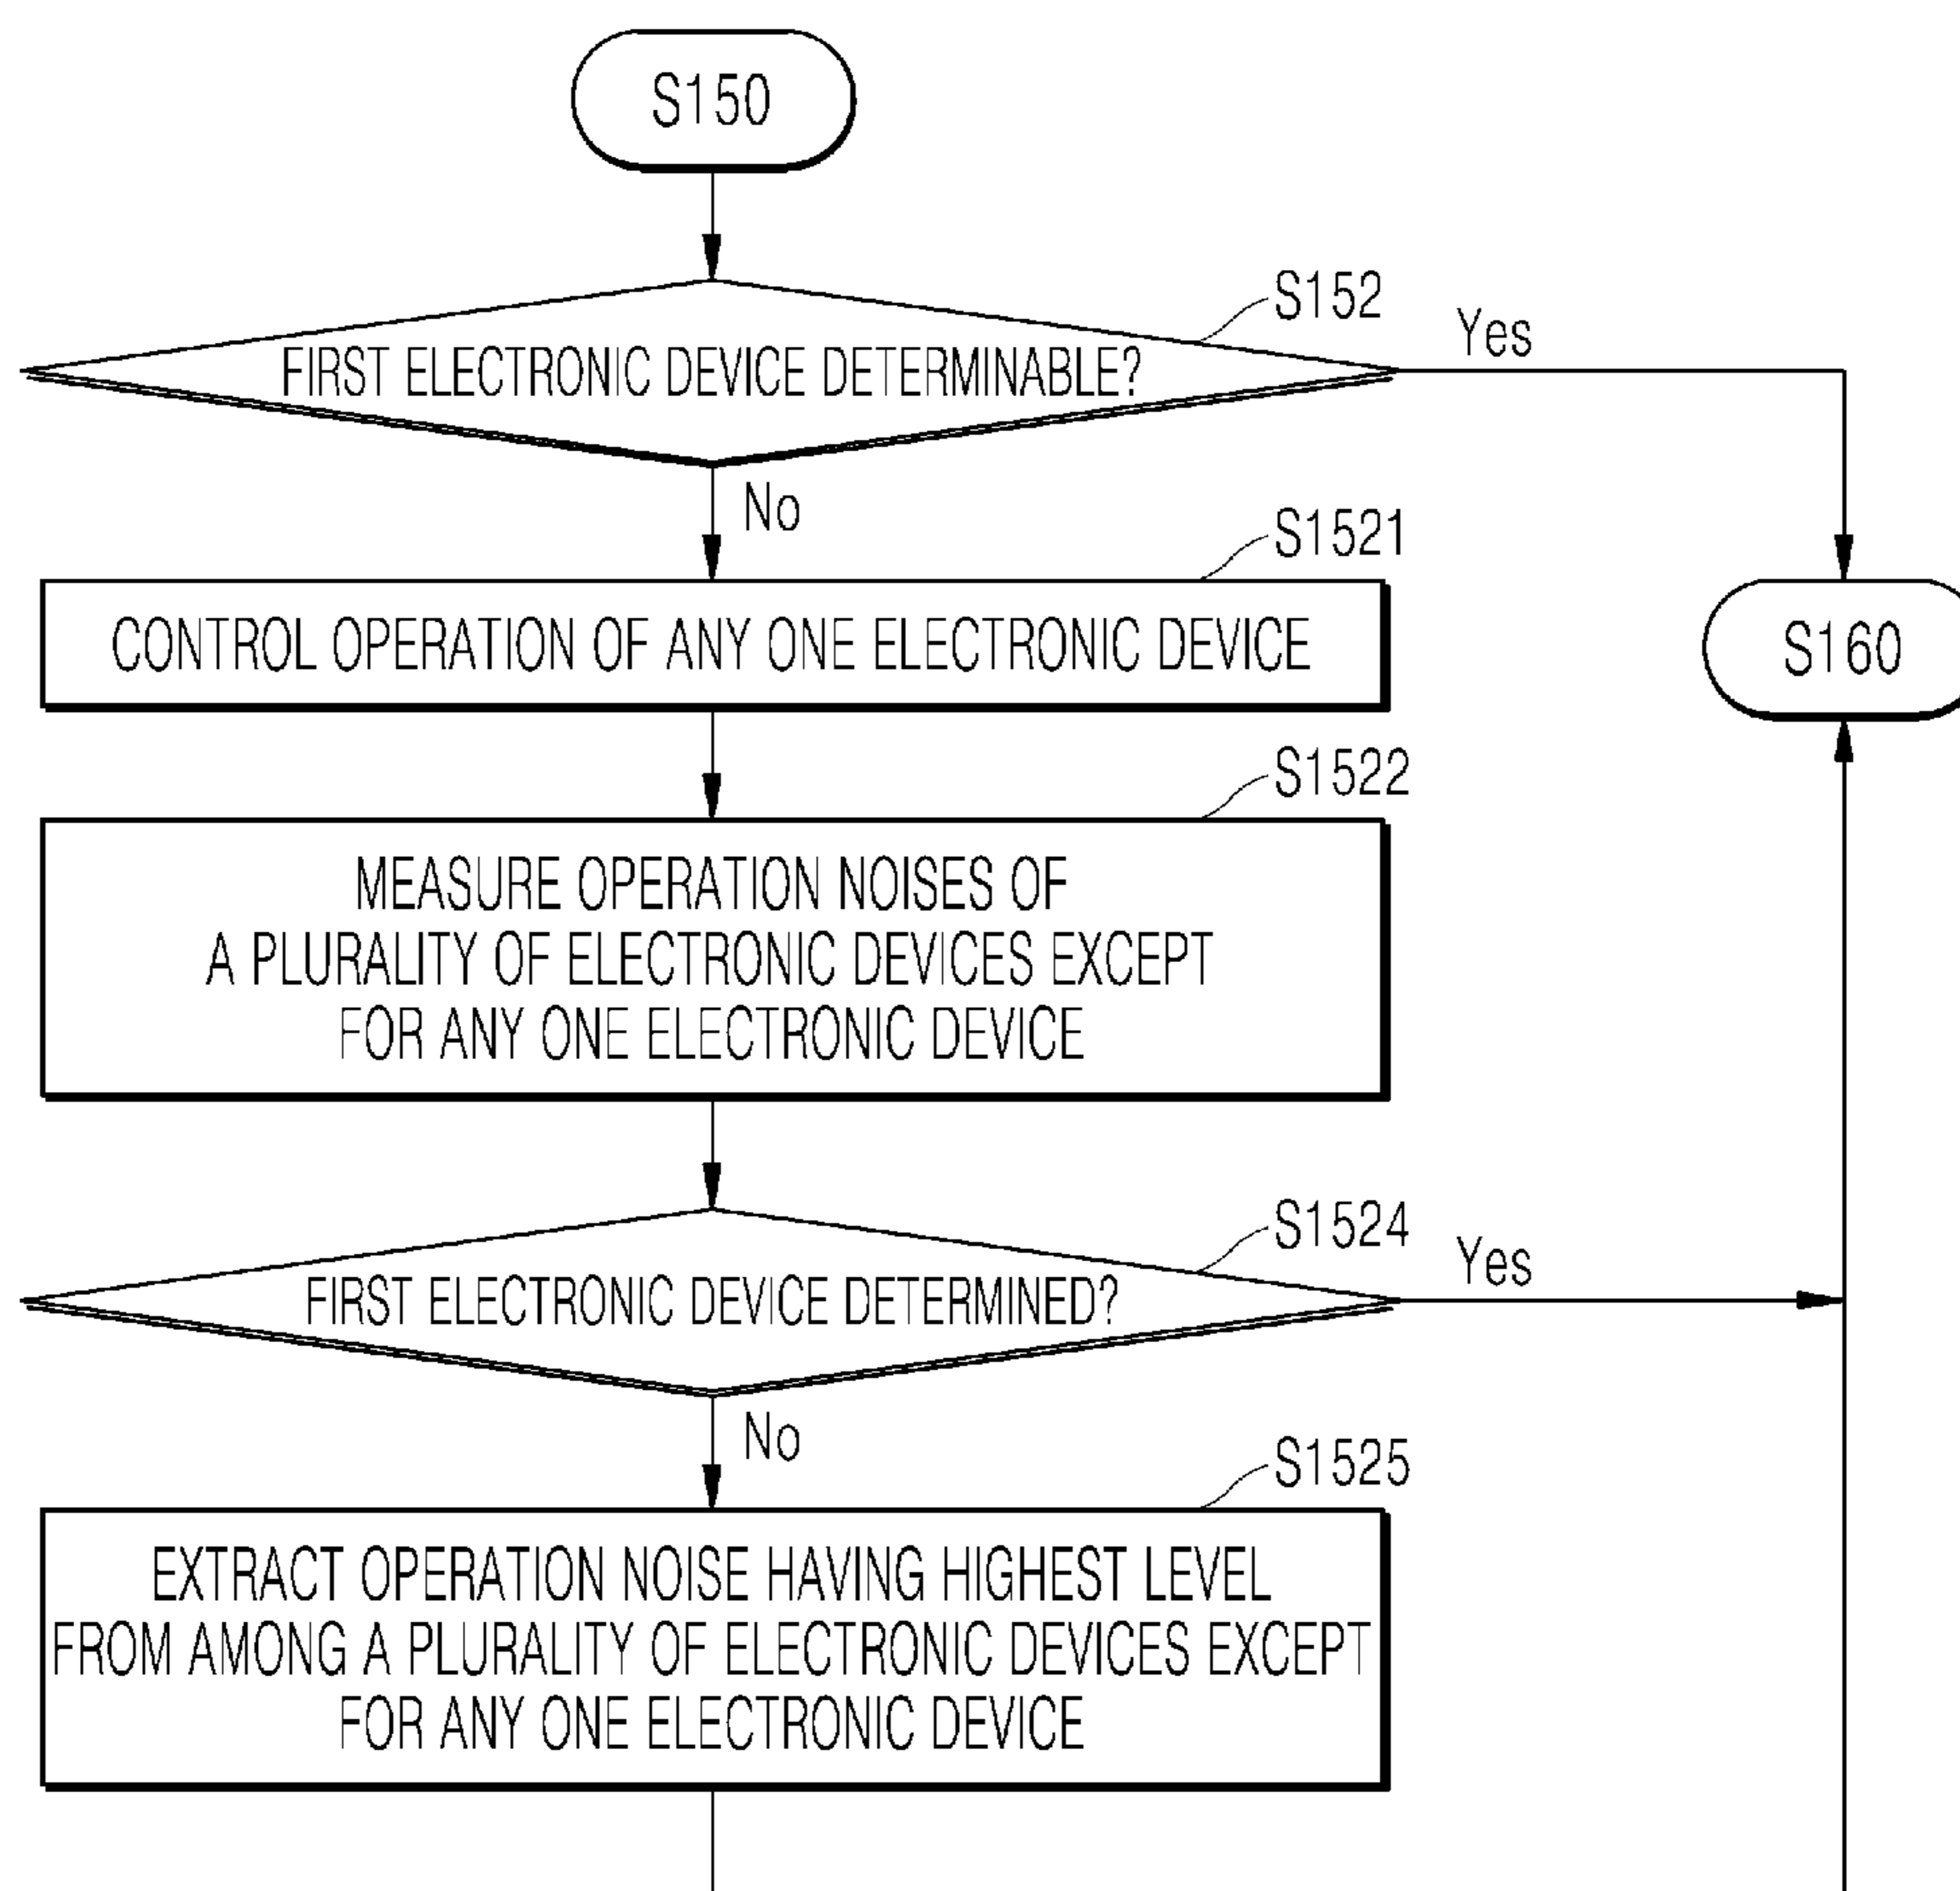 S150
S152
FIRST ELECTRONIC DEVICE DETERMINABLE?
Yes
No
S1521
CONTROL OPERATION OF ANY ONE ELECTRONIC DEVICE
S160
S1522
MEASURE OPERATION NOISES OF
A PLURALITY OF ELECTRONIC DEVICES EXCEPT
FOR ANY ONE ELECTRONIC DEVICE
S1524
FIRST ELECTRONIC DEVICE DETERMINED?
Yes
No
S1525
EXTRACT OPERATION NOISE HAVING HIGHEST LEVEL
FROM AMONG A PLURALITY OF ELECTRONIC DEVICES EXCEPT
FOR ANY ONE ELECTRONIC DEVICE